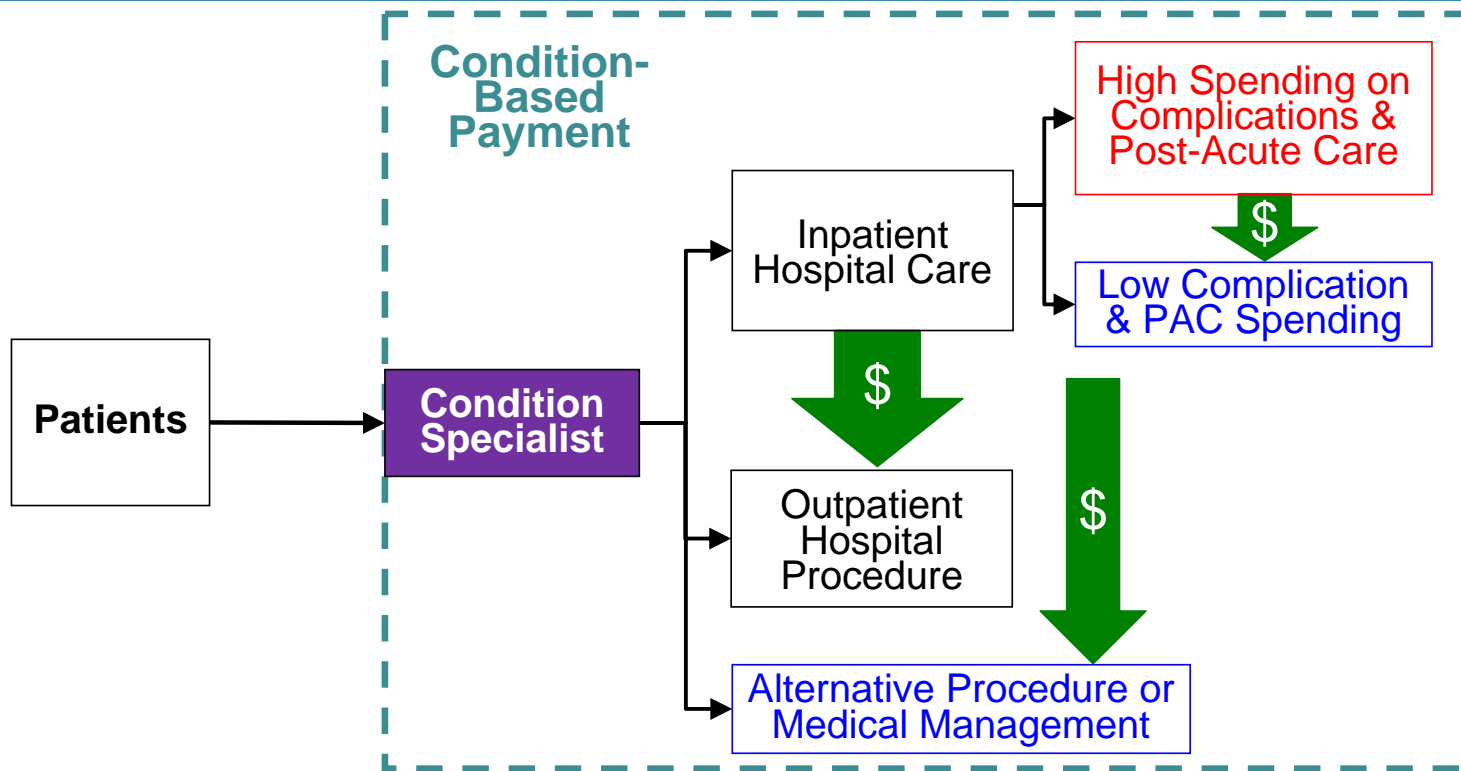 Condition-
Based
Payment
High Spending on
Complications &
Post-Acute Care
$
Inpatient
Hospital Care
Low Complication
& PAC Spending
$
Patients
Condition
Specialist
Outpatient
Hospital
Procedure
$
Alternative Procedure or
Medical Management